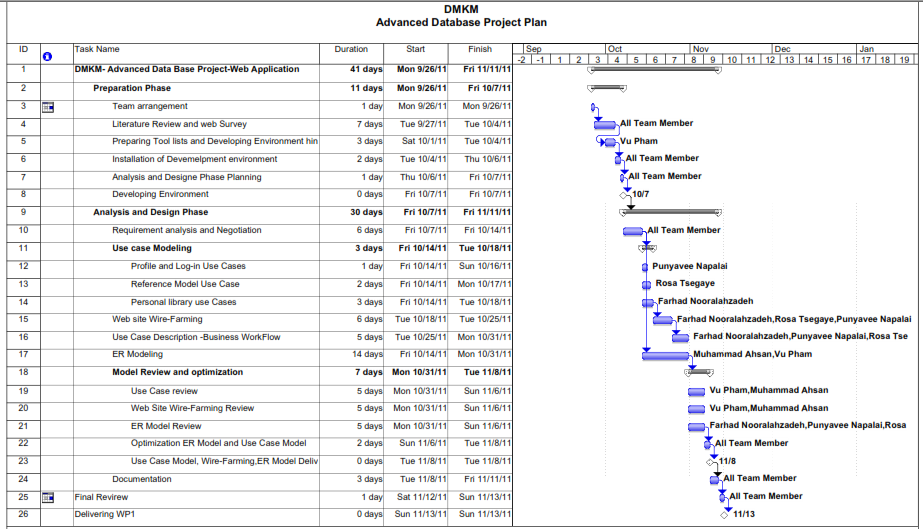 DMKM
Advanced Database Project Plan
ID Task Name Duration Start Finish Sep Oct Nov Dec Jan
-2 -1 1 2 3 4 5 6 7 8 9 10 11 12 13 14 15 16 17 18 19
1 DMKM- Advanced Data Base Project-Web Application 41 days Mon 9/26/11 Fri 11/11/11
2 Preparation Phase 11 days Mon 9/26/11 Fri 10/7/11
3 Team arrangement 1 day Mon 9/26/11 Mon 9/26/11
4 Literature Review and web Survey 7 days Tue 9/27/11 Tue 10/4/11 All Team Member
5 Preparing Tool lists and Developing Environment hin 3 days Sat 10/1/11 Tue 10/4/11 Vu Pham
6 Installation of Devemelpment environment 2 days Tue 10/4/11 Thu 10/6/11 All Team Member
7 Analysis and Designe Phase Planning 1 day Thu 10/6/11 Fri 10/7/11 All Team Member
8 Developing Environment 0 days Fri 10/7/11 Fri 10/7/11 10/7
9 Analysis and Design Phase 30 days Fri 10/7/11 Fri 11/11/11
10 Requirement analysis and Negotiation 6 days Fri 10/7/11 Fri 10/14/11 All Team Member
11 Use case Modeling 3 days Fri 10/14/11 Tue 10/18/11
12 Profile and Log-in Use Cases 1 day Fri 10/14/11 Sun 10/16/11 Punyavee Napalai
13 Reference Model Use Case 2 days Fri 10/14/11 Mon 10/17/11 Rosa Tsegaye
14 Personal library use Cases 3 days Fri 10/14/11 Tue 10/18/11 Farhad Nooralahzadeh
15 Web site Wire-Farming 6 days Tue 10/18/11 Tue 10/25/11 Farhad Nooralahzadeh,Rosa Tsegaye,Punyavee Napalai
16 Use Case Description -Business WorkFlow 5 days Tue 10/25/11 Mon 10/31/11 Farhad Nooralahzadeh,Punyavee Napalai,Rosa Tse
17 ER Modeling 14 days Fri 10/14/11 Mon 10/31/11 Muhammad Ahsan,Vu Pham
18 Model Review and optimization 7 days Mon 10/31/11 Tue 11/8/11
19 Use Case review 5 days Mon 10/31/11 Sun 11/6/11 Vu Pham,Muhammad Ahsan
20 Web Site Wire-Farming Review 5 days Mon 10/31/11 Sun 11/6/11 Vu Pham,Muhammad Ahsan
21 ER Model Review 5 days Mon 10/31/11 Sun 11/6/11 Farhad Nooralahzadeh,Punyavee Napalai,Rosa
22 Optimization ER Model and Use Case Model 2 days Sun 11/6/11 Tue 11/8/11 All Team Member
23 Use Case Model, Wire-Farming,ER Model Deliv 0 days Tue 11/8/11 Tue 11/8/11 11/8
24 Documentation 3 days Tue 11/8/11 Fri 11/11/11 All Team Member
25 Final Revirew 1 day Sat 11/12/11 Sun 11/13/11 All Team Member
26 Delivering WP1 0 days Sun 11/13/11 Sun 11/13/11 11/13